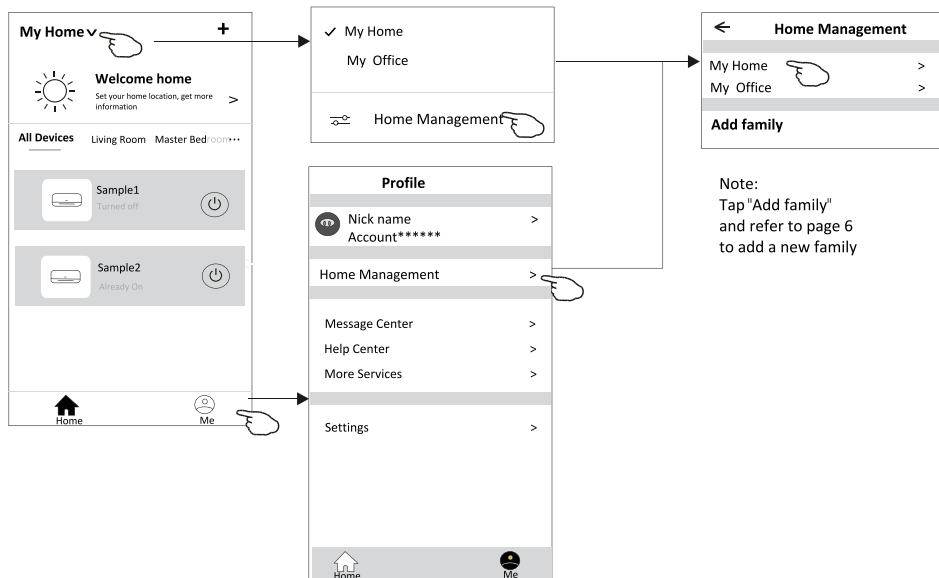 My Home
+
Welcome home
Set your home location, get more
information
>
All Devices Living Room Master Bedroom...
Sample1
Turned off
Sample2
Already On
Home Me
✓ My Home
My Office
Home Management
Profile
Nick name >
Account******
Home Management >
Message Center >
Help Center >
More Services >
Settings >
Home Me
← Home Management
My Home >
My Office >
Add family
Note:
Tap "Add family"
and refer to page 6
to add a new family